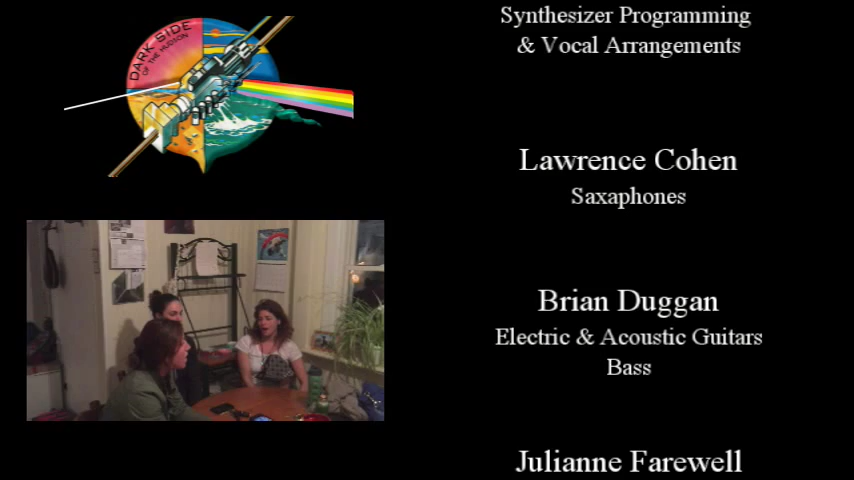 DARK SIDE
OF THE HUDSON
Synthesizer Programming
& Vocal Arrangements
Lawrence Cohen
Saxaphones
Brian Duggan
Electric & Acoustic Guitars
Bass
Julianne Farewell